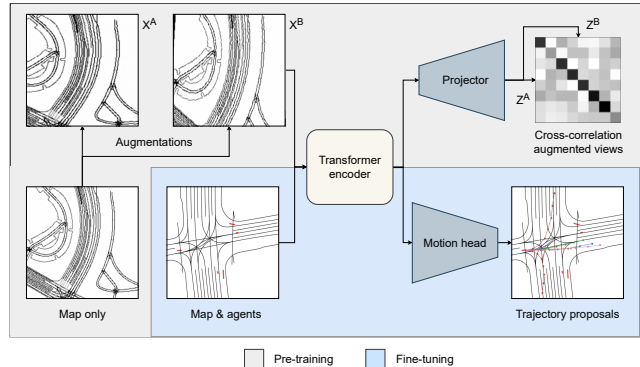 X^A
X^B
Z^B
Projector
Z^A
Augmentations
Transformer
encoder
Cross-correlation
augmented views
Motion head
Map only
Map & agents
Trajectory proposals
Pre-training
Fine-tuning